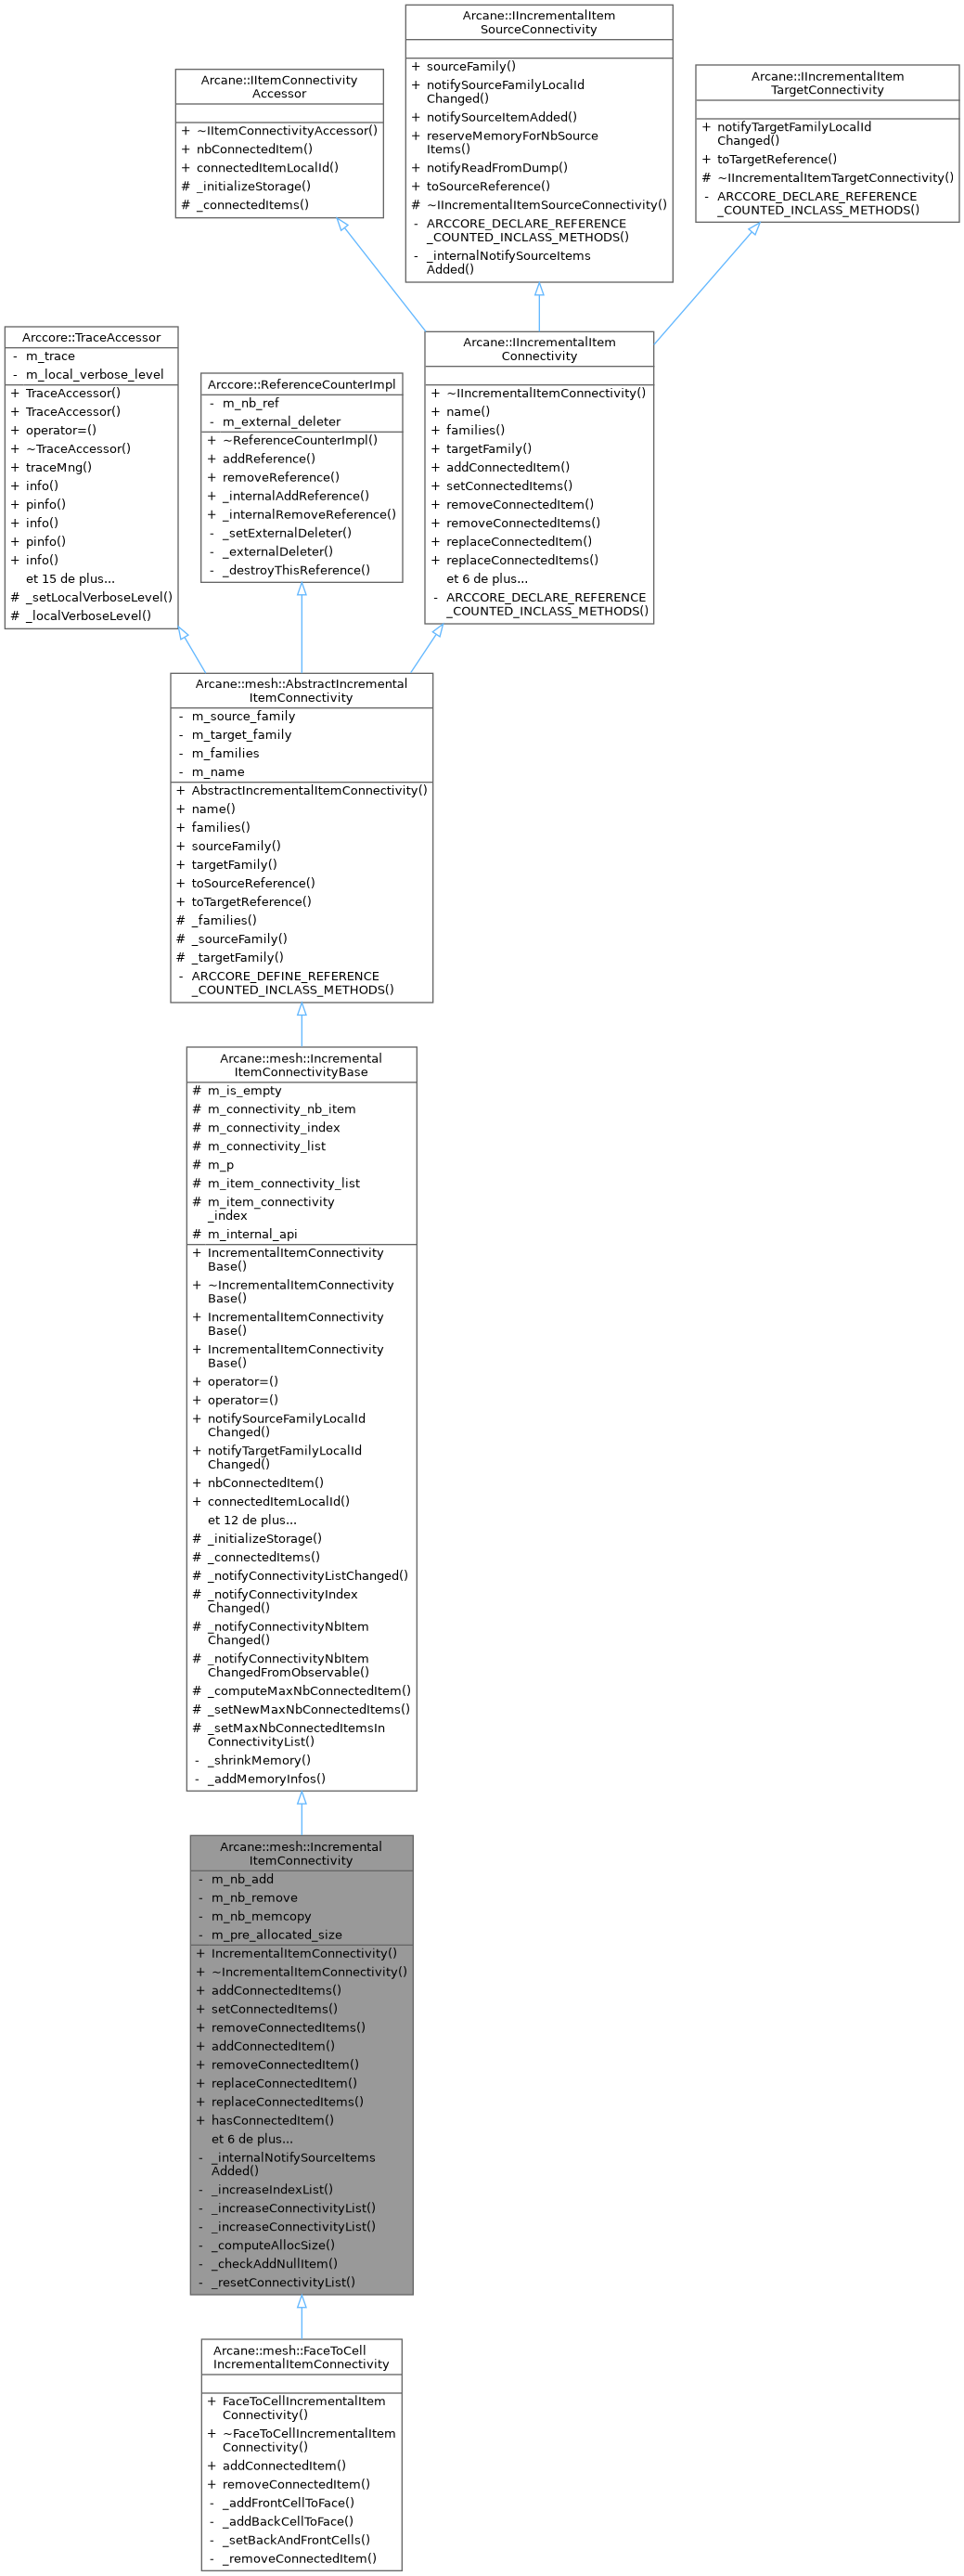 Arcane::IIncrementalItem
SourceConnectivity
+ sourceFamily()
+ notifySourceFamilyLocalId
Changed()
+ notifySourceItemAdded()
+ reserveMemoryForNbSource
Items()
+ notifyReadFromDump()
+ toSourceReference()
# ~IIncrementalItemSourceConnectivity()
- ARCCORE_DECLARE_REFERENCE
_COUNTED_INCLASS_METHODS()
- _internalNotifySourceItems
Added()
Arcane::IItemConnectivity
Accessor
+ ~IItemConnectivityAccessor()
+ nbConnectedItem()
+ connectedItemLocalId()
# _initializeStorage()
# _connectedItems()
Arcane::IIncrementalItem
TargetConnectivity
+ notifyTargetFamilyLocalId
Changed()
+ toTargetReference()
# ~IIncrementalItemTargetConnectivity()
- ARCCORE_DECLARE_REFERENCE
_COUNTED_INCLASS_METHODS()
Arccore::TraceAccessor
- m_trace
- m_local_verbose_level
+ TraceAccessor()
+ TraceAccessor()
+ operator=()
+ ~TraceAccessor()
+ traceMng()
+ info()
+ pinfo()
+ info()
+ pinfo()
+ info()
et 15 de plus...
# _setLocalVerboseLevel()
# _localVerboseLevel()
Arccore::ReferenceCounterImpl
- m_nb_ref
- m_external_deleter
+ ~ReferenceCounterImpl()
+ addReference()
+ removeReference()
+ _internalAddReference()
+ _internalRemoveReference()
- _setExternalDeleter()
- _externalDeleter()
- _destroyThisReference()
Arcane::IIncrementalItem
Connectivity
+ ~IIncrementalItemConnectivity()
+ name()
+ families()
+ targetFamily()
+ addConnectedItem()
+ setConnectedItems()
+ removeConnectedItem()
+ removeConnectedItems()
+ replaceConnectedItem()
+ replaceConnectedItems()
et 6 de plus...
- ARCCORE_DECLARE_REFERENCE
_COUNTED_INCLASS_METHODS()
Arcane::mesh::AbstractIncremental
ItemConnectivity
- m_source_family
- m_target_family
- m_families
- m_name
+ AbstractIncrementalItemConnectivity()
+ name()
+ families()
+ sourceFamily()
+ targetFamily()
+ toSourceReference()
+ toTargetReference()
# _families()
# _sourceFamily()
# _targetFamily()
- ARCCORE_DEFINE_REFERENCE
_COUNTED_INCLASS_METHODS()
Arcane::mesh::Incremental
ItemConnectivityBase
# m_is_empty
# m_connectivity_nb_item
# m_connectivity_index
# m_connectivity_list
# m_p
# m_item_connectivity_list
# m_item_connectivity
_index
# m_internal_api
+ IncrementalItemConnectivity
Base()
+ ~IncrementalItemConnectivity
Base()
+ IncrementalItemConnectivity
Base()
+ IncrementalItemConnectivity
Base()
+ operator=()
+ operator=()
+ notifySourceFamilyLocalId
Changed()
+ notifyTargetFamilyLocalId
Changed()
+ nbConnectedItem()
+ connectedItemLocalId()
et 12 de plus...
# _initializeStorage()
# _connectedItems()
# _notifyConnectivityListChanged()
# _notifyConnectivityIndex
Changed()
# _notifyConnectivityNbItem
Changed()
# _notifyConnectivityNbItem
ChangedFromObservable()
# _computeMaxNbConnectedItem()
# _setNewMaxNbConnectedItems()
# _setMaxNbConnectedItemsIn
ConnectivityList()
- _shrinkMemory()
- _addMemoryInfos()
Arcane::mesh::Incremental
ItemConnectivity
- m_nb_add
- m_nb_remove
- m_nb_memcopy
- m_pre_allocated_size
+ IncrementalItemConnectivity()
+ ~IncrementalItemConnectivity()
+ addConnectedItems()
+ setConnectedItems()
+ removeConnectedItems()
+ addConnectedItem()
+ removeConnectedItem()
+ replaceConnectedItem()
+ replaceConnectedItems()
+ hasConnectedItem()
et 6 de plus...
- _internalNotifySourceItems
Added()
- _increaseIndexList()
- _increaseConnectivityList()
- _increaseConnectivityList()
- _computeAllocSize()
- _checkAddNullItem()
- _resetConnectivityList()
Arcane::mesh::FaceToCell
IncrementalItemConnectivity
+ FaceToCellIncrementalItem
Connectivity()
+ ~FaceToCellIncrementalItem
Connectivity()
+ addConnectedItem()
+ removeConnectedItem()
- _addFrontCellToFace()
- _addBackCellToFace()
- _setBackAndFrontCells()
- _removeConnectedItem()